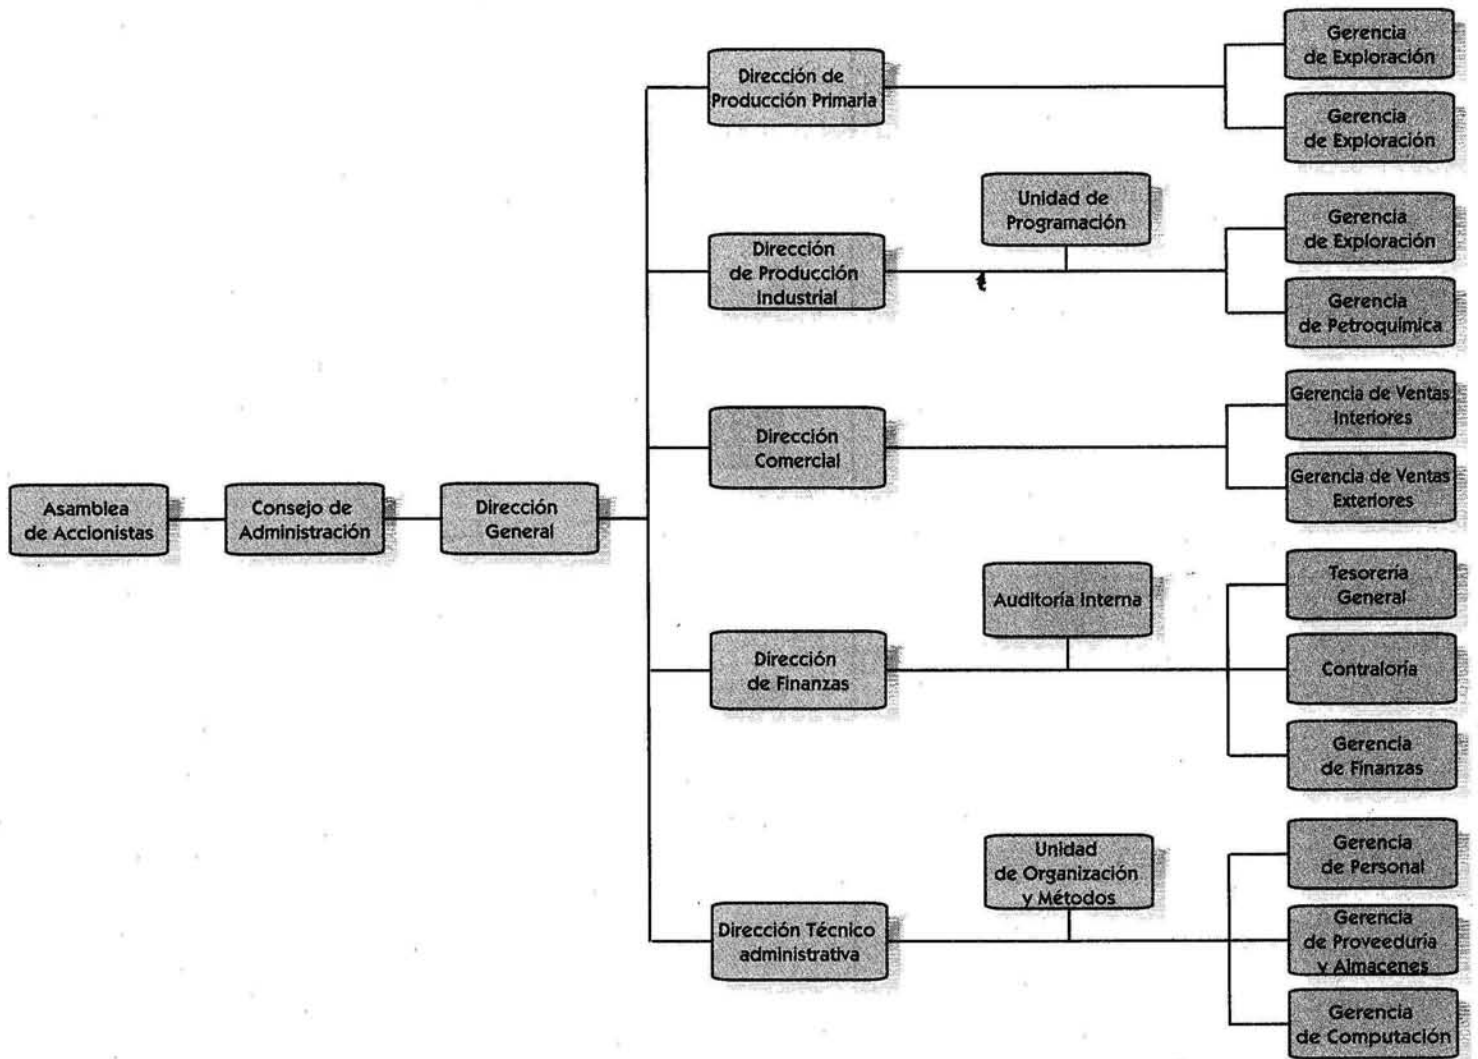 Asamblea
de Accionistas
Consejo de
Administración
Dirección
General
Dirección de
Producción Primaria
Gerencia
de Exploración
Gerencia
de Exploración
Dirección
de Producción
Industrial
Unidad de
Programación
Gerencia
de Exploración
Gerencia
de Petroquímica
Dirección
Comercial
Gerencia de Ventas
Interiores
Gerencia de Ventas
Exteriores
Dirección
de Finanzas
Auditoría Interna
Tesorería
General
Contraloría
Gerencia
de Finanzas
Dirección Técnico
administrativa
Unidad
de Organización
y Métodos
Gerencia
de Personal
Gerencia
de Proveeduría
y Almacenes
Gerencia
de Computación